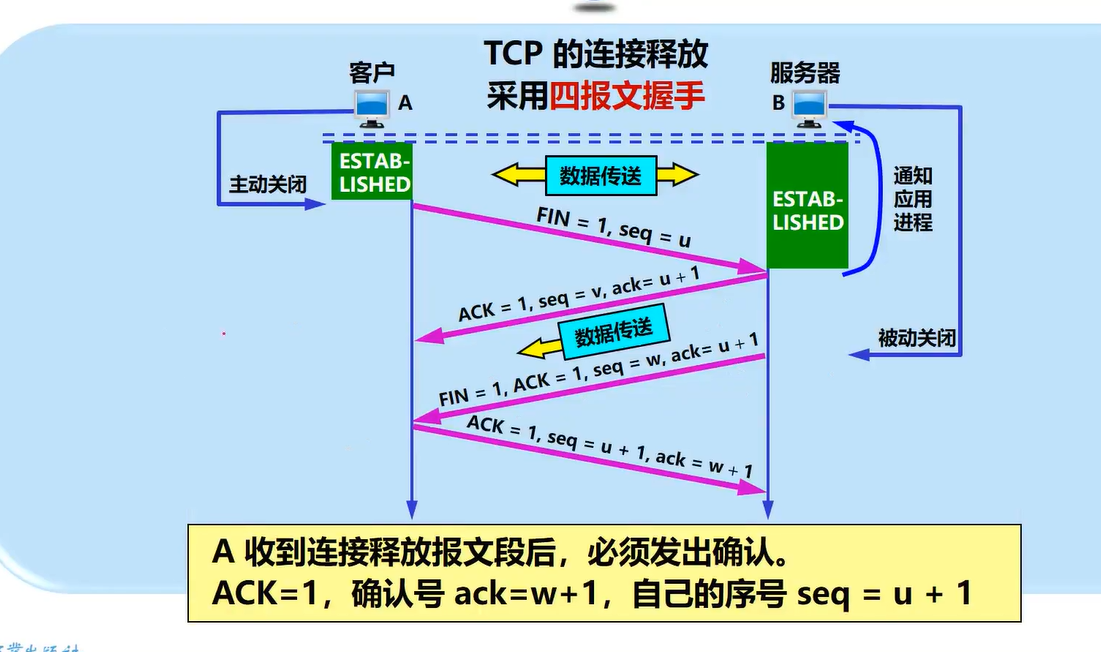 TCP 的连接释放
采用四报文握手
客户
A
服务器
B
ESTAB-
LISHED
数据传送
ESTAB-
LISHED
通知
应用
进程
主动关闭
FIN = 1, seq = u
ACK = 1, seq = v, ack= u + 1
数据传送
被动关闭
FIN = 1, ACK = 1, seq = w, ack= u + 1
ACK = 1, seq = u + 1, ack = w + 1
A 收到连接释放报文段后，必须发出确认。
ACK=1，确认号 ack=w+1，自己的序号 seq = u + 1